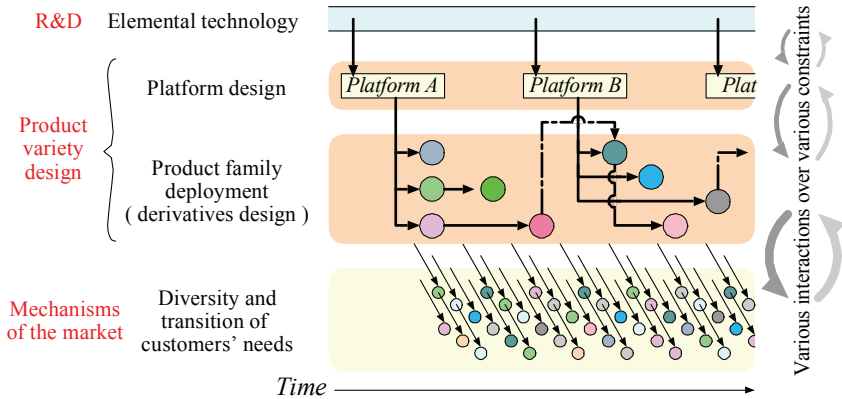 R&D
Elemental technology
Platform design
Platform A
Platform B
Plat
Product
variety
design
Product family
deployment
( derivatives design )
Mechanisms
of the market
Diversity and
transition of
customers’ needs
Time
Various interactions over various constraints